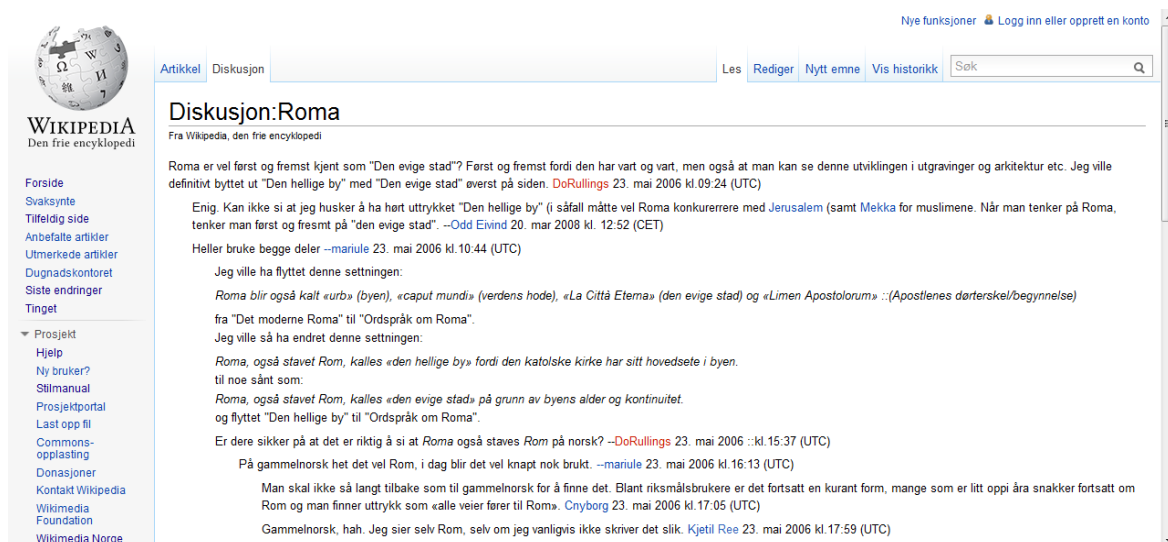 Nye funksjoner Logg inn eller opprett en konto
Artikkel Diskusjon Les Rediger Nytt emne Vis historikk Søk
WIKIPEDIA
Den frie encyklopedi
Forside
Svaksynte
Tilfeldig side
Anbefalte artikler
Utmerkede artikler
Dugnadskontoret
Siste endringer
Tinget
Prosjekt
Hjelp
Ny bruker?
Stilmanual
Prosjektportal
Last opp fil
Commons-
opplasting
Donasjoner
Kontakt Wikipedia
Wikimedia
Foundation
Wikimedia Norge
Diskusjon:Roma
Fra Wikipedia, den frie encyklopedi
Roma er vel først og fremst kjent som "Den evige stad"? Først og fremst fordi den har vart og vart, men også at man kan se denne utviklingen i utgravinger og arkitektur etc. Jeg ville
definitivt byttet ut "Den hellige by" med "Den evige stad" øverst på siden. DoRullings 23. mai 2006 kl.09:24 (UTC)
Enig. Kan ikke si at jeg husker å ha hørt uttrykket "Den hellige by" (i såfall måtte vel Roma konkurerrere med Jerusalem (samt Mekka for muslimene. Når man tenker på Roma,
tenker man først og fresmt på "den evige stad". --Odd Eivind 20. mar 2008 kl. 12:52 (CET)
Heller bruke begge deler --mariule 23. mai 2006 kl.10:44 (UTC)
Jeg ville ha flyttet denne settningen:
Roma blir også kalt «urb» (byen), «caput mundi» (verdens hode), «La Città Eterna» (den evige stad) og «Limen Apostolorum» ::(Apostlenes dørterskel/begynnelse)
fra "Det moderne Roma" til "Ordspråk om Roma".
Jeg ville så ha endret denne settningen:
Roma, også stavet Rom, kalles «den hellige by» fordi den katolske kirke har sitt hovedsete i byen.
til noe sånt som:
Roma, også stavet Rom, kalles «den evige stad» på grunn av byens alder og kontinuitet.
og flyttet "Den hellige by" til "Ordspråk om Roma".
Er dere sikker på at det er riktig å si at Roma også staves Rom på norsk? --DoRullings 23. mai 2006 ::kl.15:37 (UTC)
På gammelnorsk het det vel Rom, i dag blir det vel knapt nok brukt. --mariule 23. mai 2006 kl.16:13 (UTC)
Man skal ikke så langt tilbake som til gammelnorsk for å finne det. Blant riksmålsbrukere er det fortsatt en kurant form, mange som er litt oppi åra snakker fortsatt om
Rom og man finner uttrykk som «alle veier fører til Rom». Cnyborg 23. mai 2006 kl.17:05 (UTC)
Gammelnorsk, hah. Jeg sier selv Rom, selv om jeg vanligvis ikke skriver det slik. Kjetil Ree 23. mai 2006 kl.17:59 (UTC)